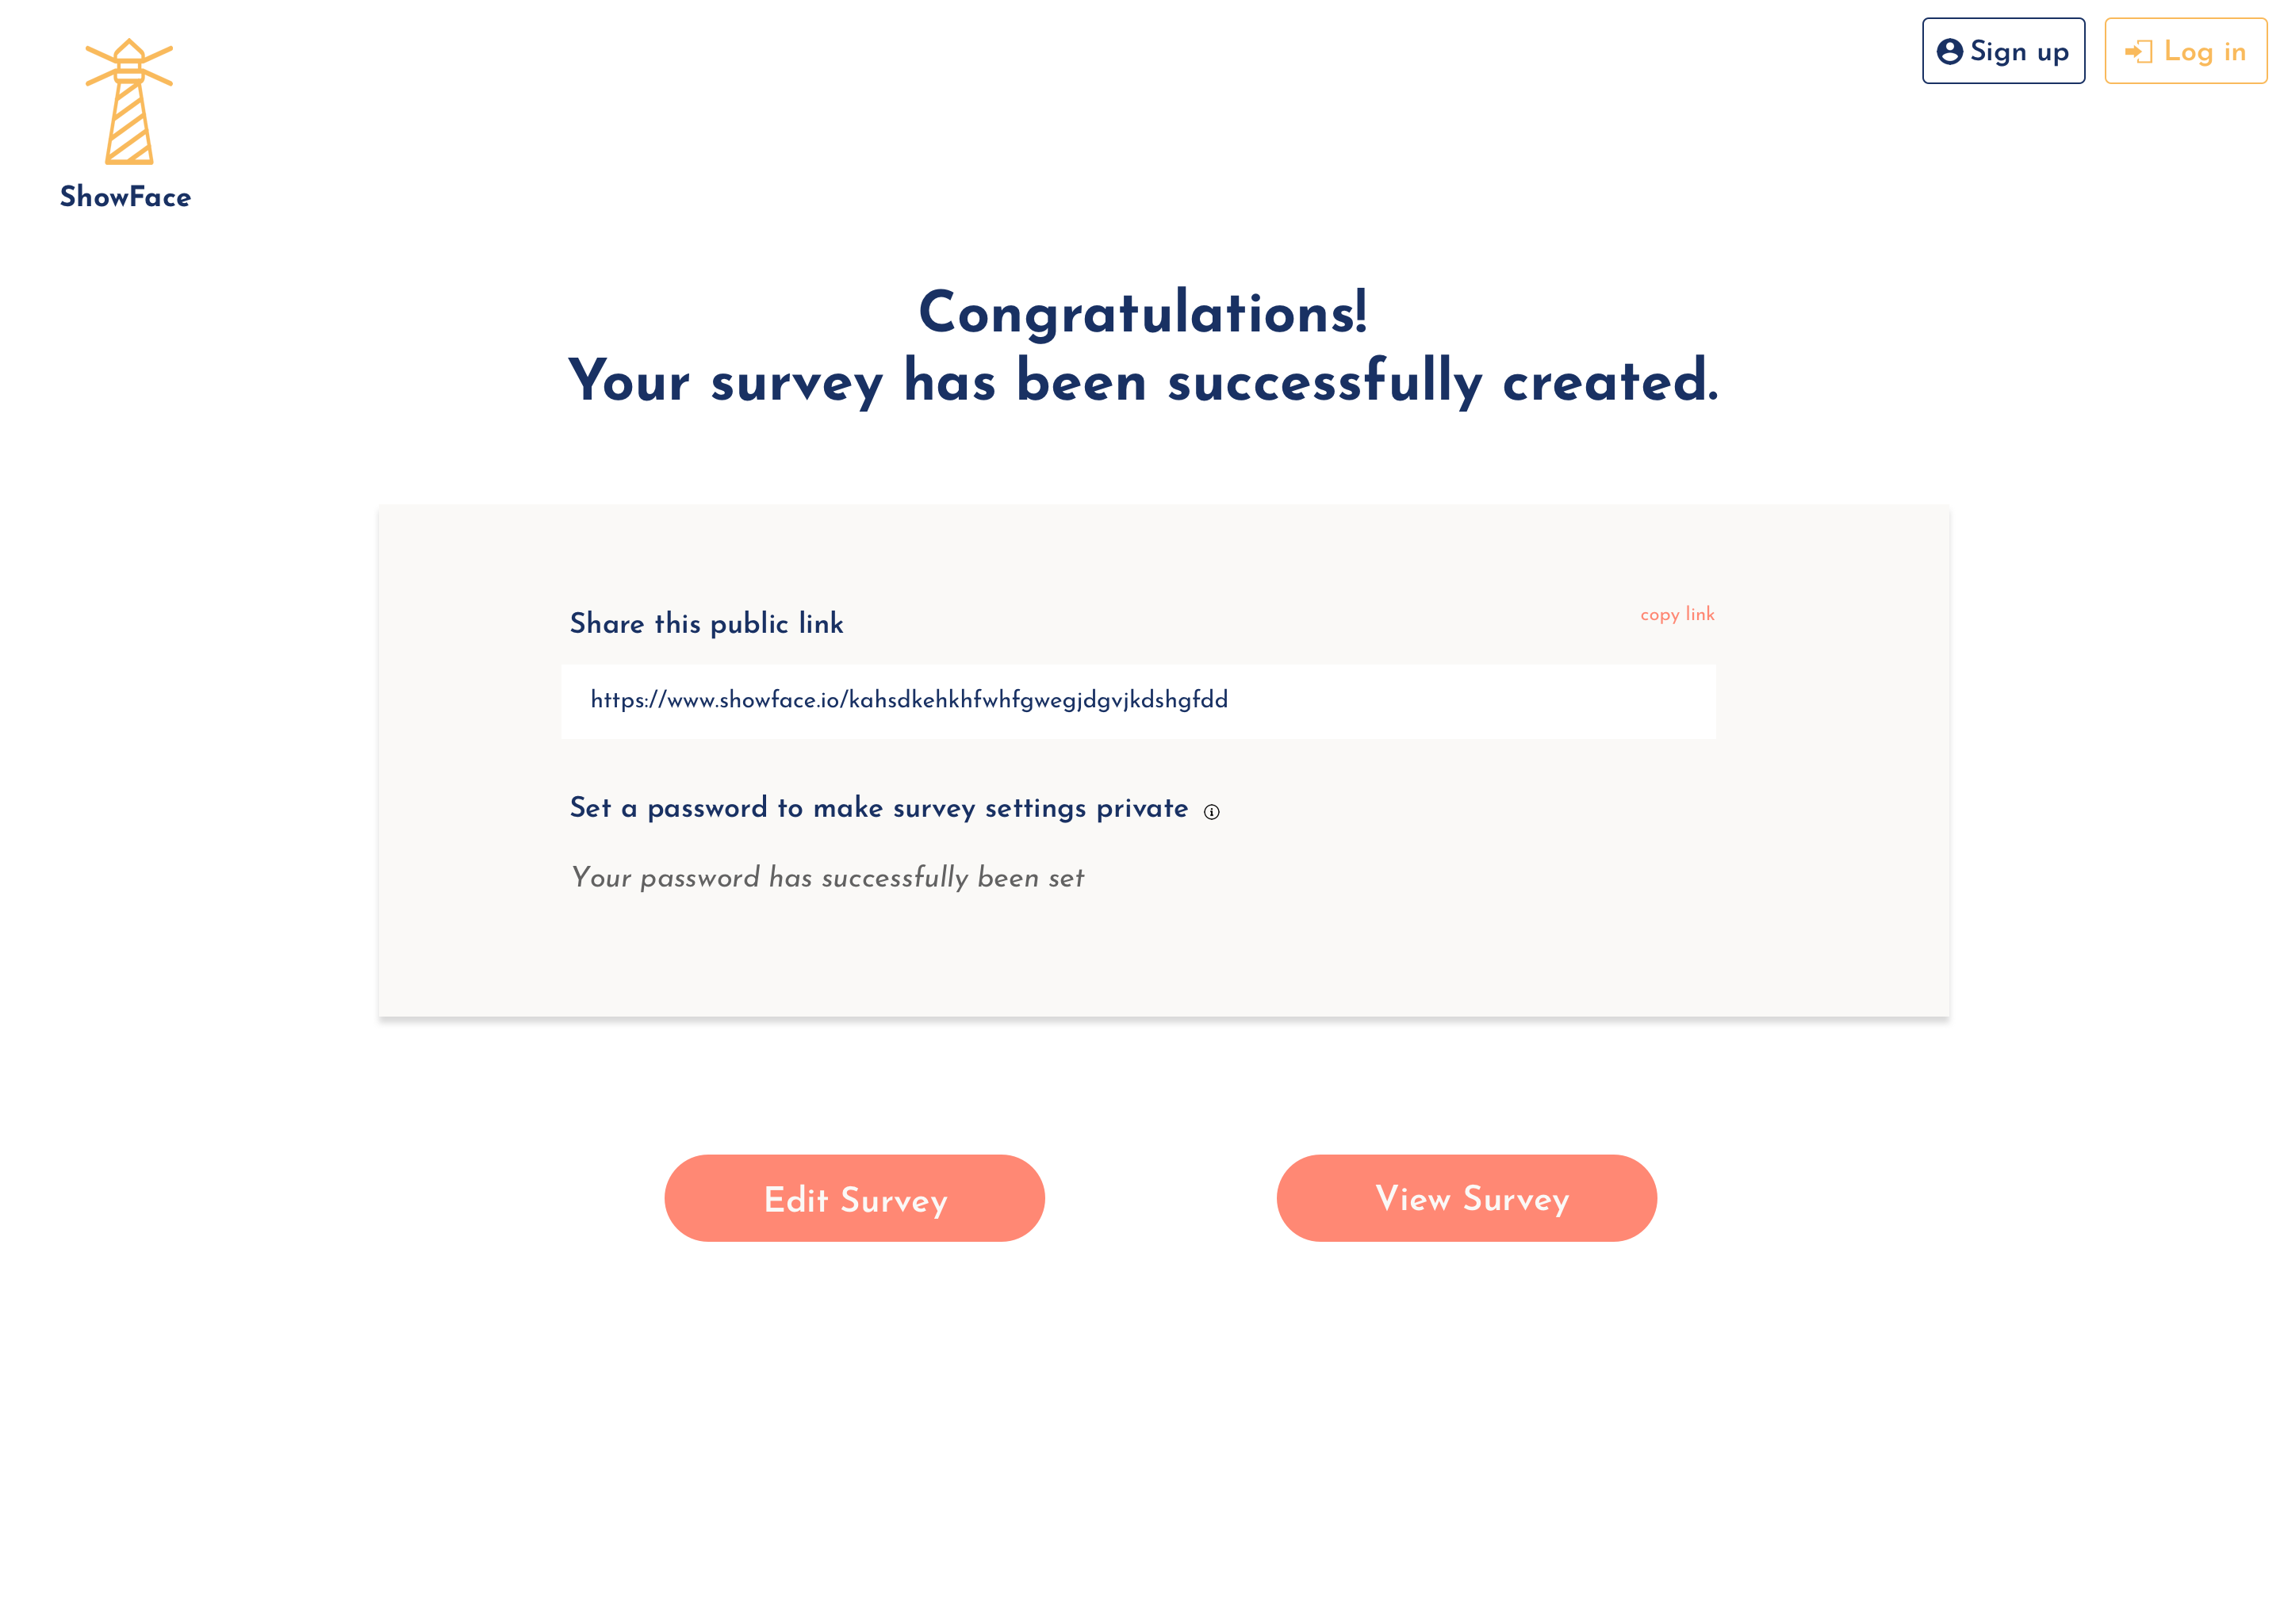 Sign up
Log in
ShowFace
Congratulations!
Your survey has been successfully created.
Share this public link
copy link
https://www.showface.io/kahsdkehkhfwhfgwegjdgvjkdshgfdd
Set a password to make survey settings private
Your password has successfully been set
Edit Survey
View Survey